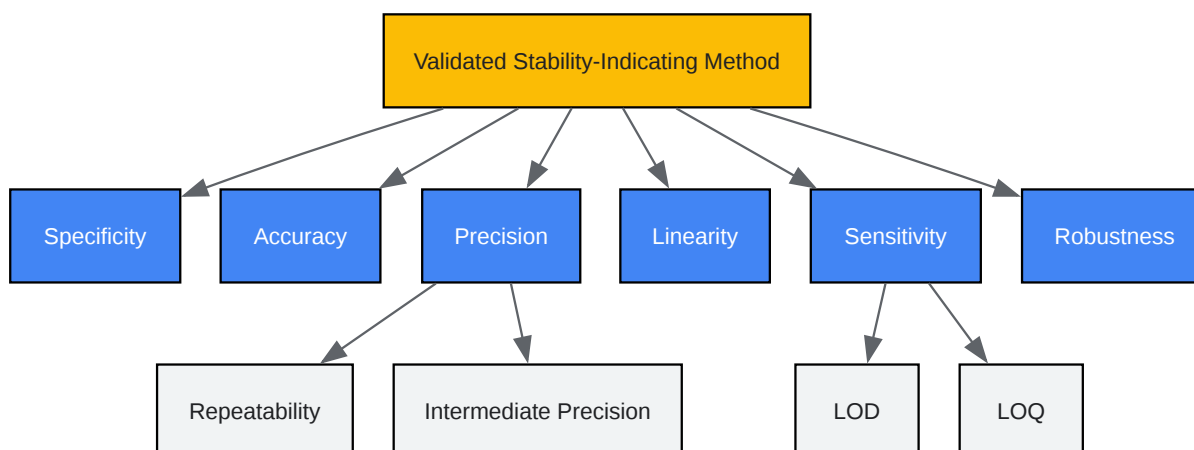 Validated Stability-Indicating Method
Specificity
Accuracy
Precision
Linearity
Sensitivity
Robustness
Repeatability
Intermediate Precision
LOD
LOQ